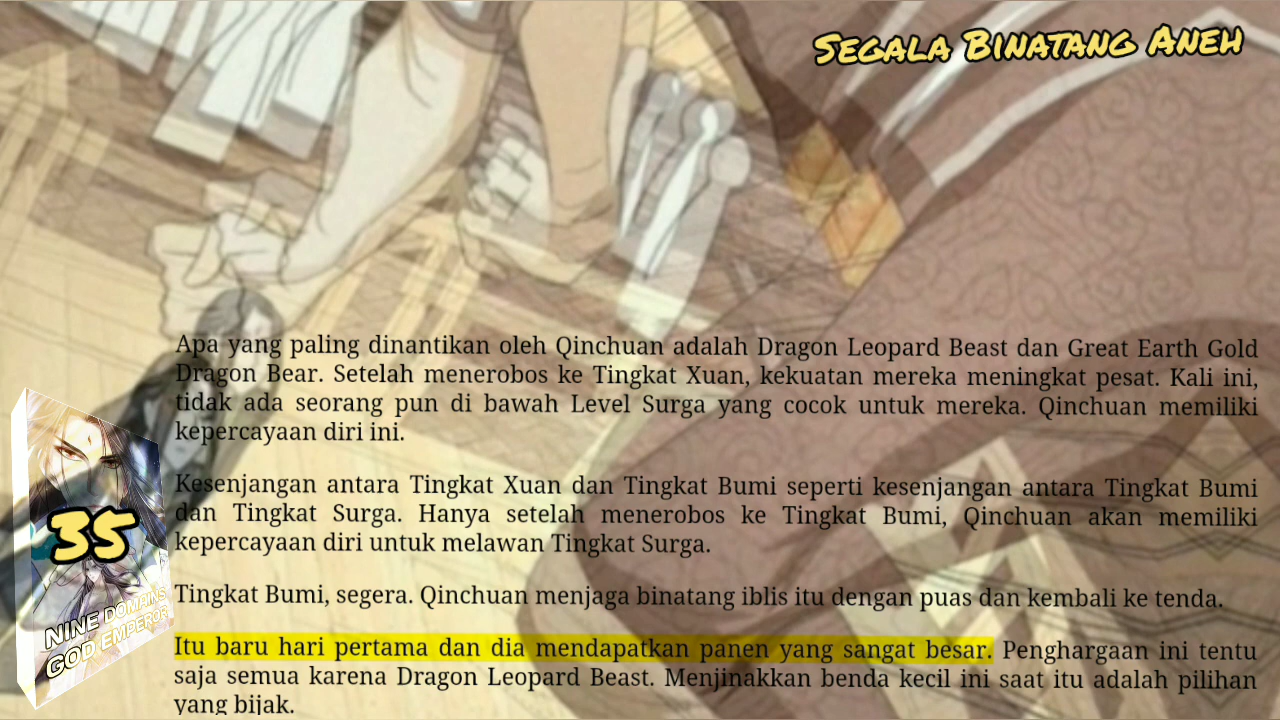 Segala Binatang Aneh
Apa yang paling dinantikan oleh Qinchuan adalah Dragon Leopard Beast dan Great Earth Gold
Dragon Bear. Setelah menerobos ke Tingkat Xuan, kekuatan mereka meningkat pesat. Kali ini,
tidak ada seorang pun di bawah Level Surga yang cocok untuk mereka. Qinchuan memiliki
kepercayaan diri ini.
Kesenjangan antara Tingkat Xuan dan Tingkat Bumi seperti kesenjangan antara Tingkat Bumi
dan Tingkat Surga. Hanya setelah menerobos ke Tingkat Bumi, Qinchuan akan memiliki
kepercayaan diri untuk melawan Tingkat Surga.
Tingkat Bumi, segera. Qinchuan menjaga binatang iblis itu dengan puas dan kembali ke tenda.
Itu baru hari pertama dan dia mendapatkan panen yang sangat besar. Penghargaan ini tentu
saja semua karena Dragon Leopard Beast. Menjinakkan benda kecil ini saat itu adalah pilihan
yang bijak.
35
NINE DOMAINS
GOD EMPEROR